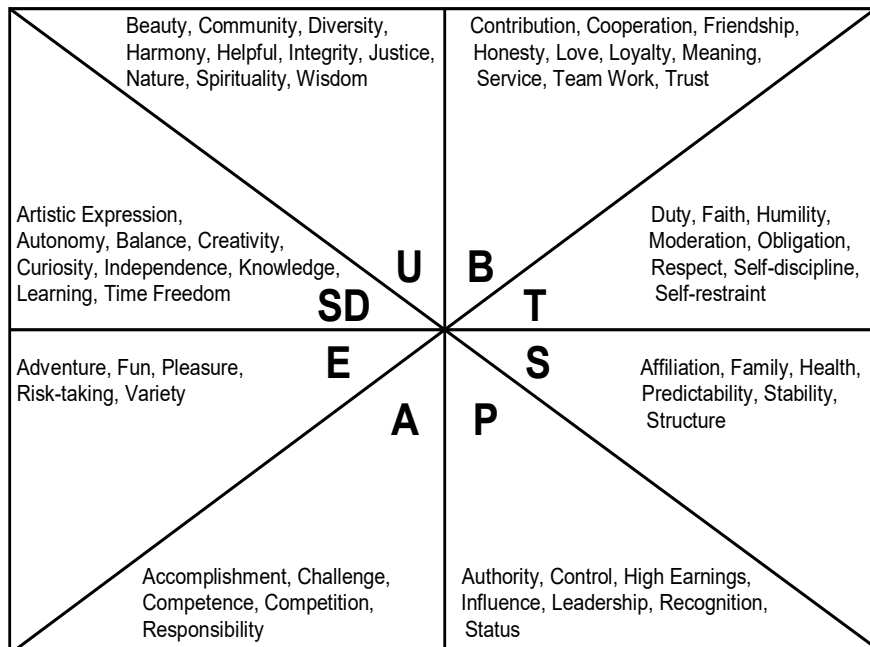 Beauty, Community, Diversity,
Harmony, Helpful, Integrity, Justice,
Nature, Spirituality, Wisdom
Contribution, Cooperation, Friendship,
Honesty, Love, Loyalty, Meaning,
Service, Team Work, Trust
Artistic Expression,
Autonomy, Balance, Creativity,
Curiosity, Independence, Knowledge,
Learning, Time Freedom
Duty, Faith, Humility,
Moderation, Obligation,
Respect, Self-discipline,
Self-restraint
U
B
SD
T
E
S
A
P
Adventure, Fun, Pleasure,
Risk-taking, Variety
Affiliation, Family, Health,
Predictability, Stability,
Structure
Accomplishment, Challenge,
Competence, Competition,
Responsibility
Authority, Control, High Earnings,
Influence, Leadership, Recognition,
Status